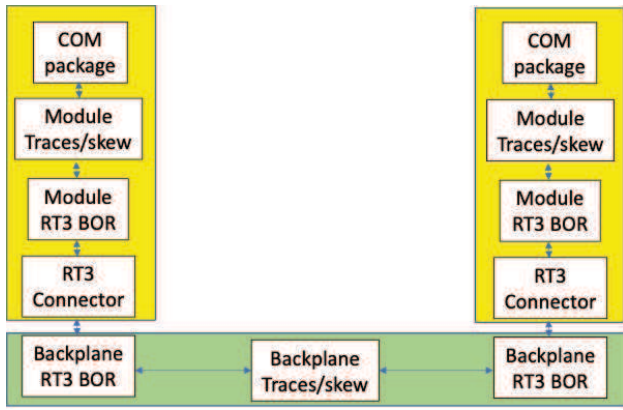 COM
package
Module
Traces/skew
Module
RT3 BOR
RT3
Connector
COM
package
Module
Traces/skew
Module
RT3 BOR
RT3
Connector
Backplane
RT3 BOR
Backplane
Traces/skew
Backplane
RT3 BOR